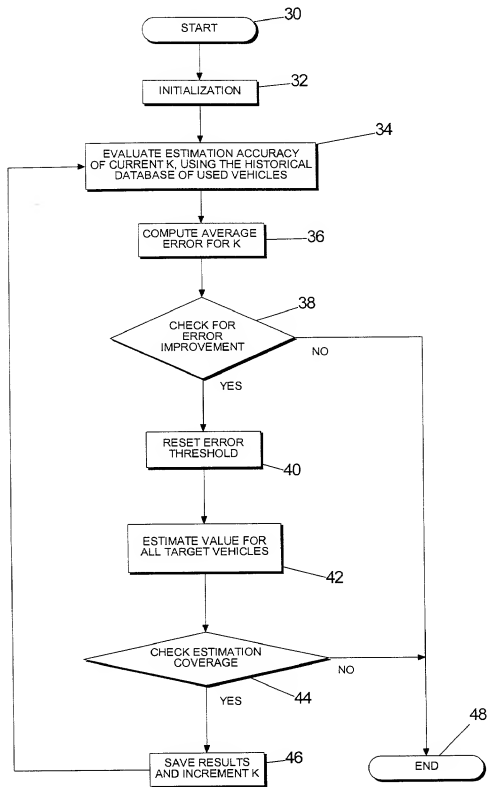 START
30
INITIALIZATION
32
34
EVALUATE ESTIMATION ACCURACY
OF CURRENT K, USING THE HISTORICAL
DATABASE OF USED VEHICLES
COMPUTE AVERAGE
ERROR FOR K
36
38
CHECK FOR
ERROR
IMPROVEMENT
NO
YES
RESET ERROR
THRESHOLD
40
ESTIMATE VALUE FOR
ALL TARGET VEHICLES
42
CHECK ESTIMATION
COVERAGE
NO
44
YES
48
SAVE RESULTS
AND INCREMENT K
46
END